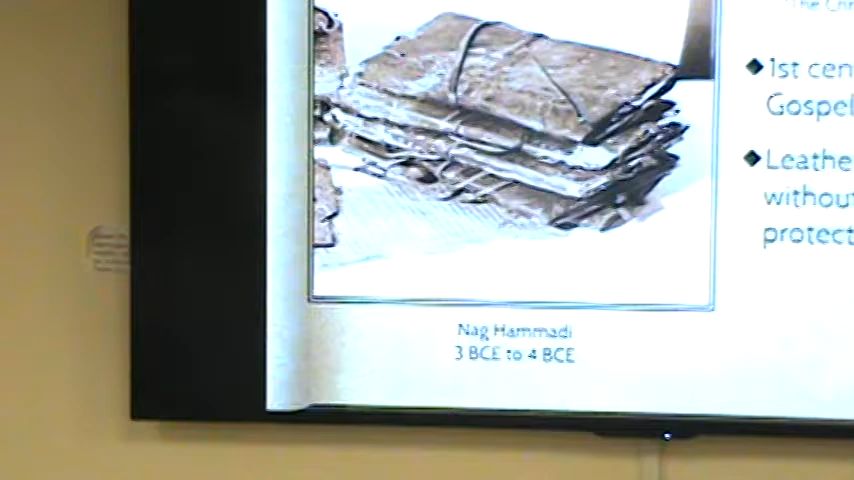 1st cen
Gospel
Leathe
without
protect
Nag Hammadi
3 BCE to 4 BCE